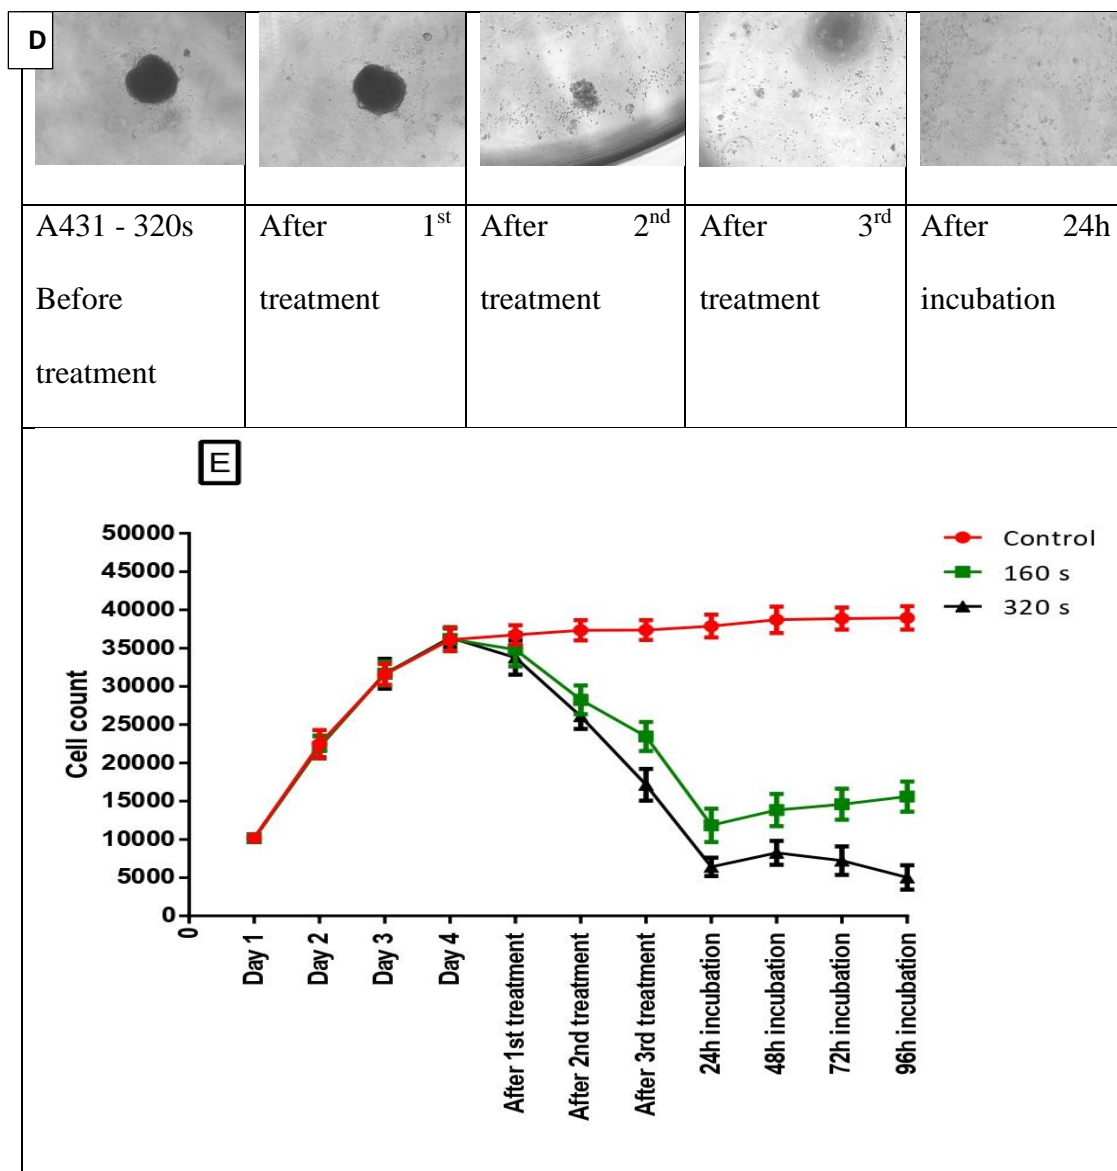 D
A431 - 320s
Before
treatment
After 1st
treatment
After 2nd
treatment
After 3rd
treatment
After 24h
incubation
E
Control
160 s
320 s
Cell count
50000
45000
40000
35000
30000
25000
20000
15000
10000
5000
0
0
Day 1
Day 2
Day 3
Day 4
After 1st treatment
After 2nd treatment
After 3rd treatment
24h incubation
48h incubation
72h incubation
96h incubation